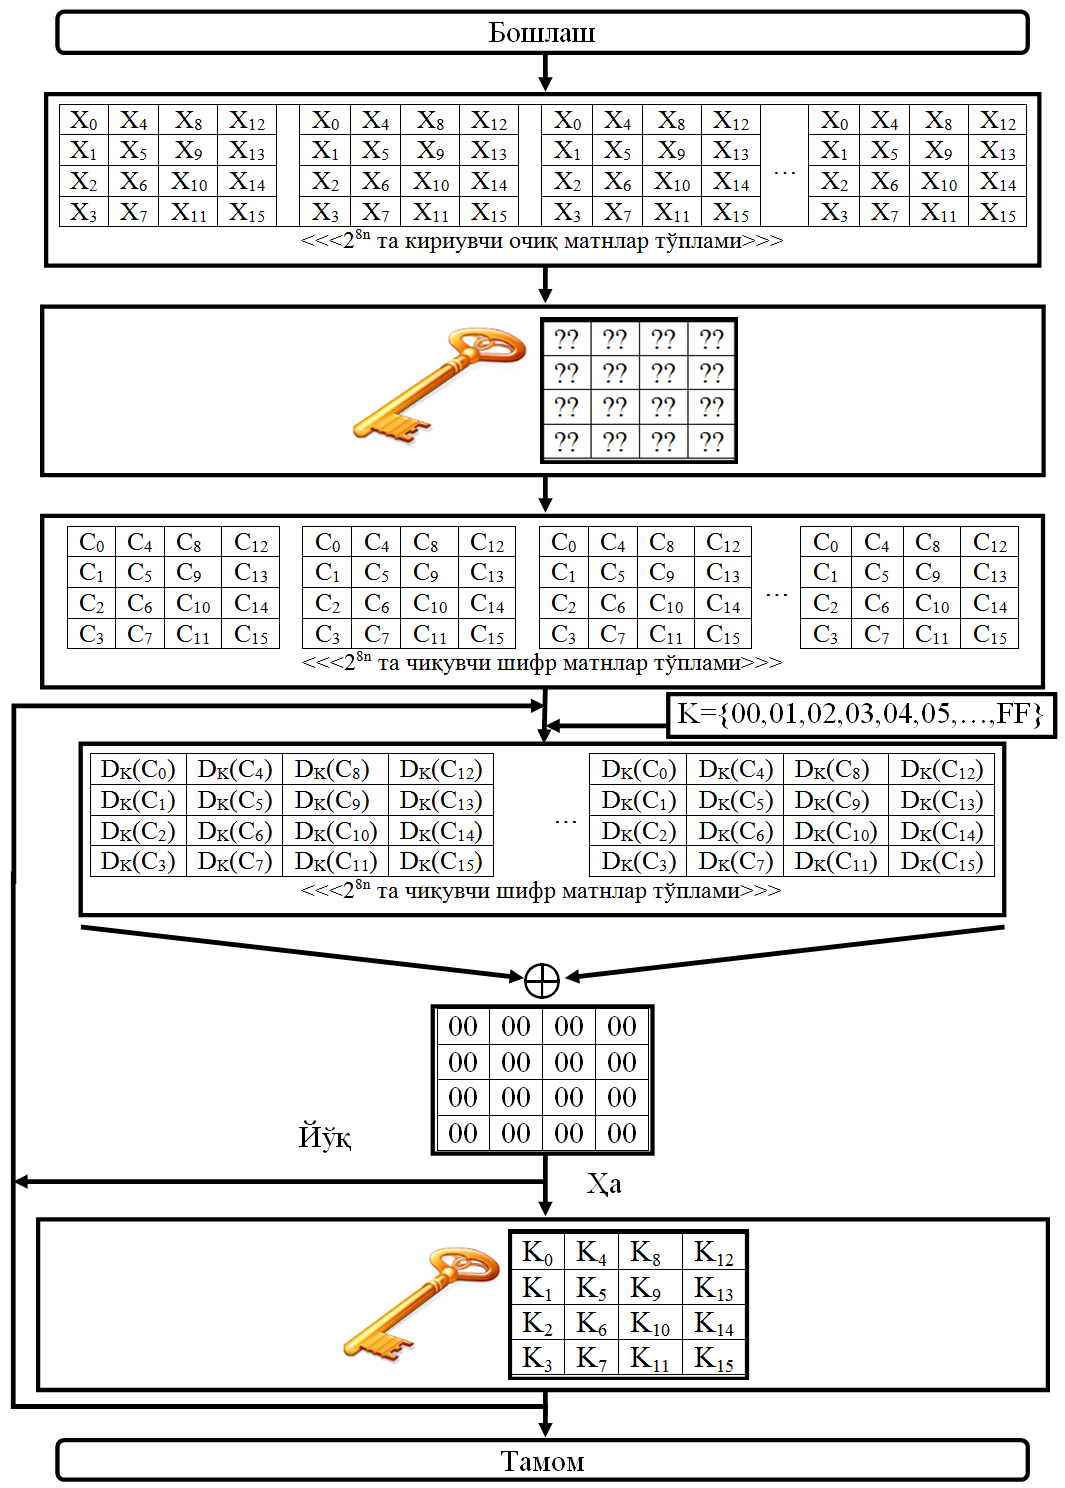 Бошлаш
X0 X4 X8 X12 X0 X4 X8 X12 X0 X4 X8 X12 X0 X4 X8 X12
X1 X5 X9 X13 X1 X5 X9 X13 X1 X5 X9 X13 X1 X5 X9 X13
X2 X6 X10 X14 X2 X6 X10 X14 X2 X6 X10 X14 ... X2 X6 X10 X14
X3 X7 X11 X15 X3 X7 X11 X15 X3 X7 X11 X15 X3 X7 X11 X15
<<<2^8n та кириувчи очиқ матнлар тўплами>>>
?? ?? ?? ??
?? ?? ?? ??
?? ?? ?? ??
?? ?? ?? ??
C0 C4 C8 C12 C0 C4 C8 C12 C0 C4 C8 C12 C0 C4 C8 C12
C1 C5 C9 C13 C1 C5 C9 C13 C1 C5 C9 C13 C1 C5 C9 C13
C2 C6 C10 C14 C2 C6 C10 C14 C2 C6 C10 C14 ... C2 C6 C10 C14
C3 C7 C11 C15 C3 C7 C11 C15 C3 C7 C11 C15 C3 C7 C11 C15
<<<2^8n та чиқувчи шифр матнлар тўплами>>>
K={00,01,02,03,04,05,...,FF}
DK(C0) DK(C4) DK(C8) DK(C12) DK(C0) DK(C4) DK(C8) DK(C12)
DK(C1) DK(C5) DK(C9) DK(C13) DK(C1) DK(C5) DK(C9) DK(C13)
DK(C2) DK(C6) DK(C10) DK(C14) ... DK(C2) DK(C6) DK(C10) DK(C14)
DK(C3) DK(C7) DK(C11) DK(C15) DK(C3) DK(C7) DK(C11) DK(C15)
<<<2^8n та чиқувчи шифр матнлар тўплами>>>
00 00 00 00
00 00 00 00
00 00 00 00
00 00 00 00
Йўқ
Ҳа
K0 K4 K8 K12
K1 K5 K9 K13
K2 K6 K10 K14
K3 K7 K11 K15
Тамом